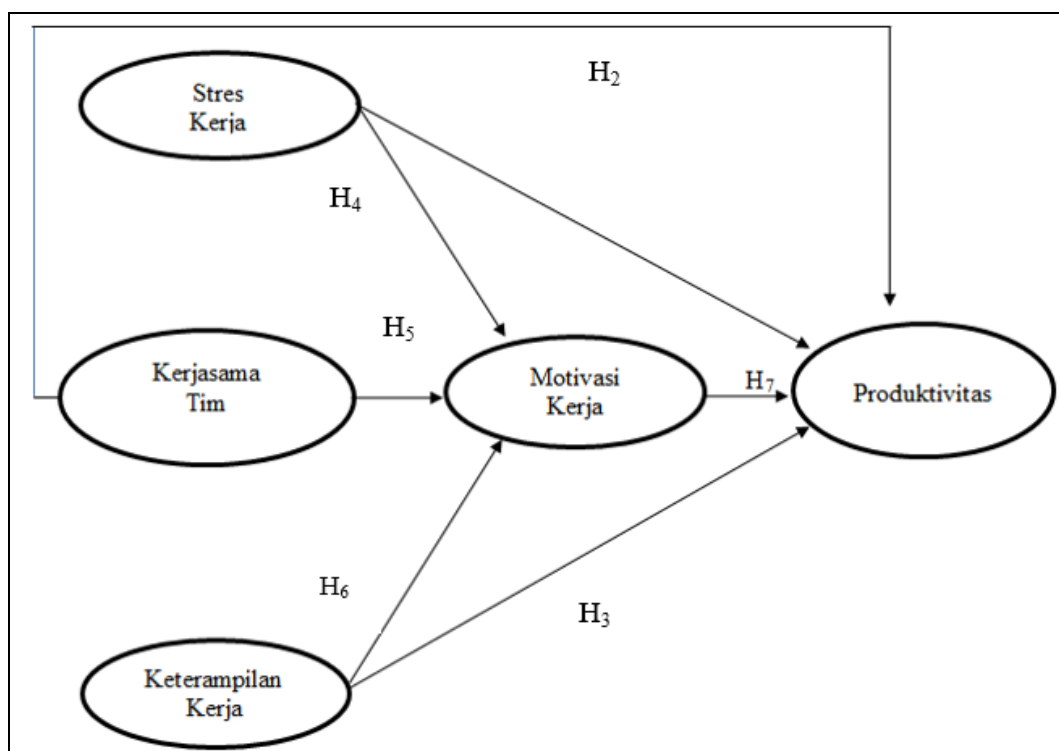 H₂
Stres
Kerja
H₄
H₅
Kerjasama
Tim
Motivasi
Kerja
H₇
Produktivitas
H₆
H₃
Keterampilan
Kerja